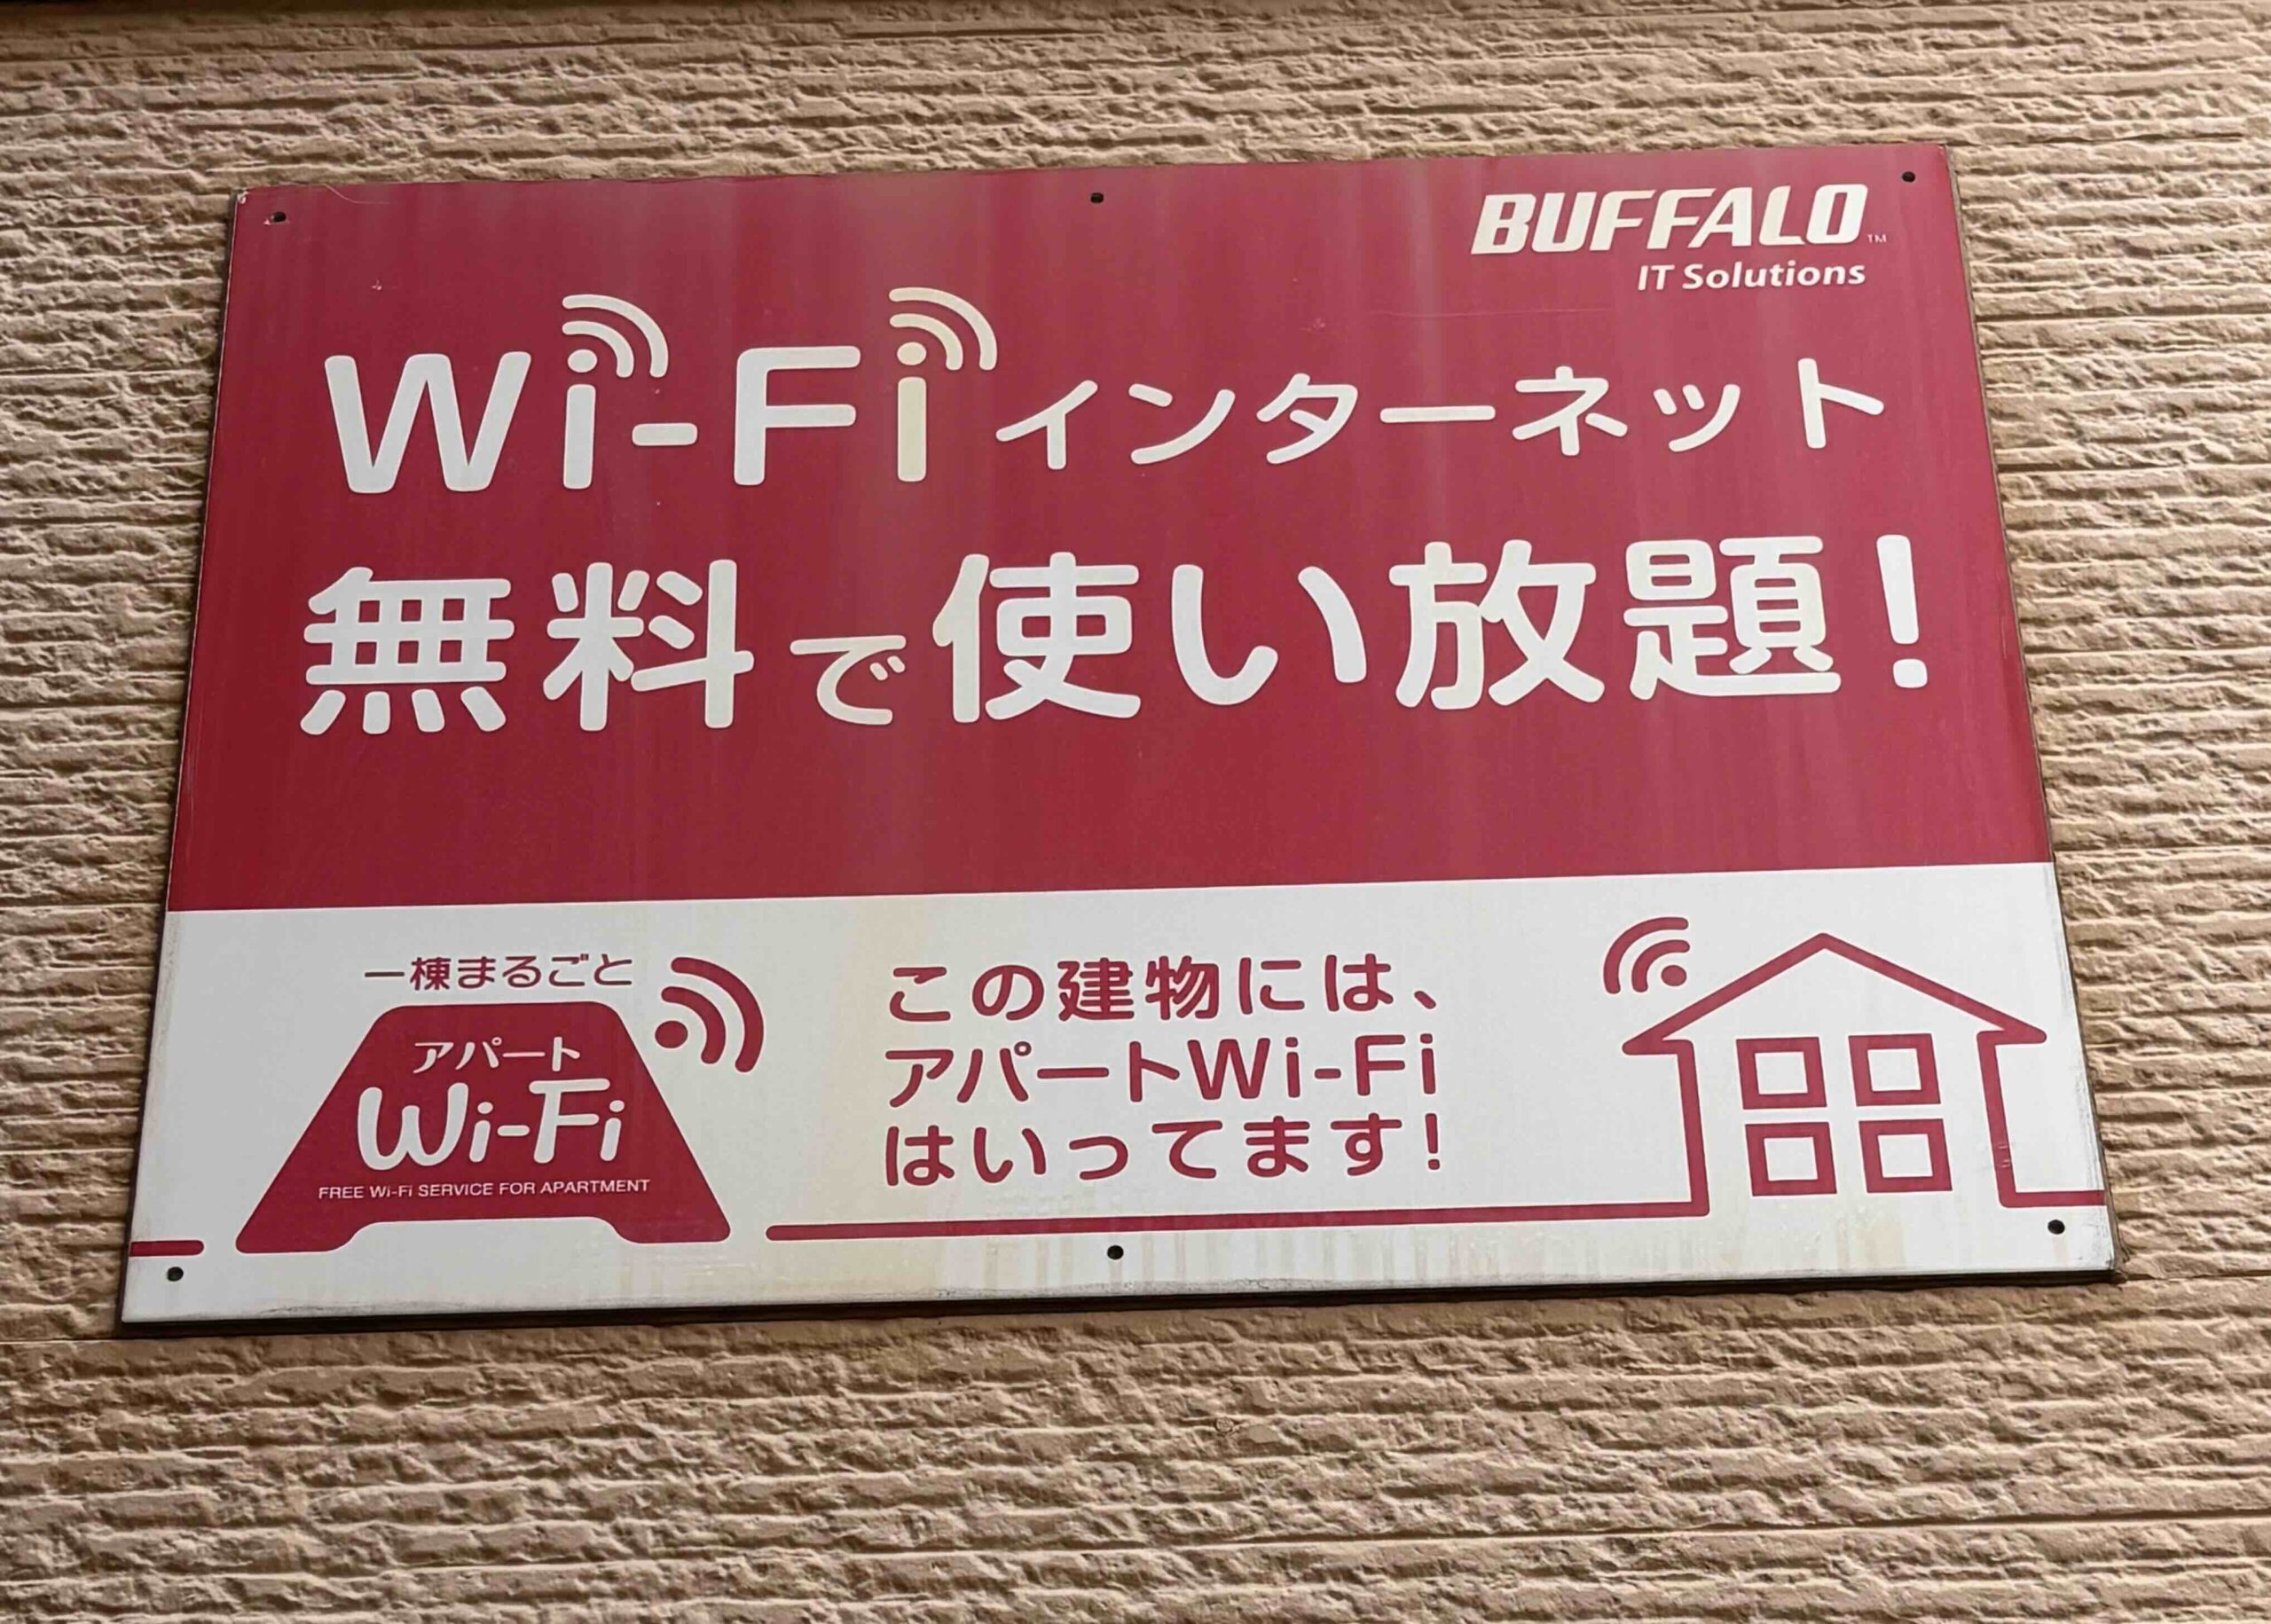 BUFFALO™
IT Solutions
Wi-Fiインターネット
無料で使い放題!
一棟まるごと
アパート
Wi-Fi
FREE Wi-Fi SERVICE FOR APARTMENT
この建物には、
アパートWi-Fi
はいってます!